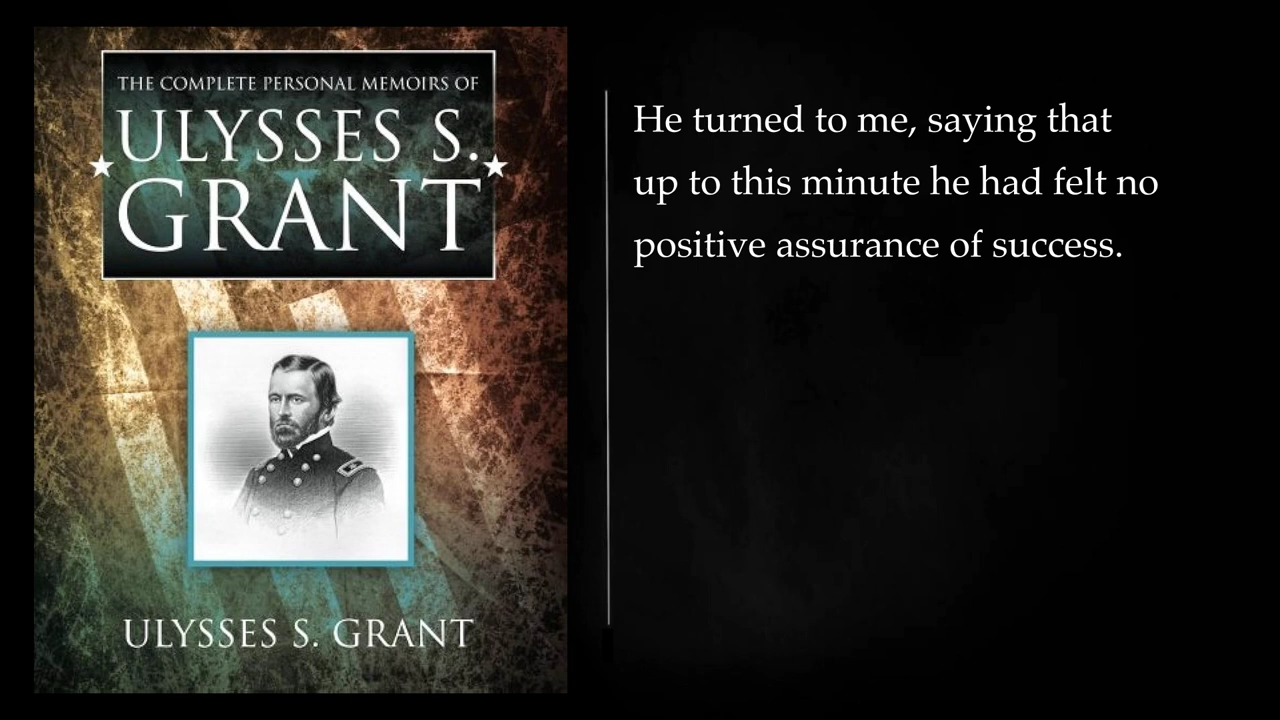 THE COMPLETE PERSONAL MEMOIRS OF
ULYSSES S.
GRANT
ULYSSES S. GRANT
He turned to me, saying that
up to this minute he had felt no
positive assurance of success.